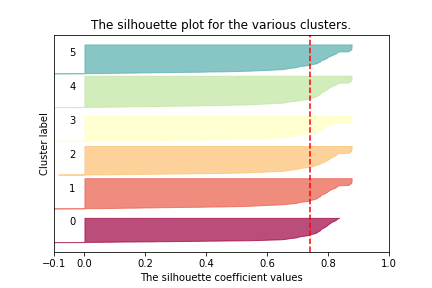 The silhouette plot for the various clusters.
Cluster label
5
4
3
2
1
0
−0.1 0.0 0.2 0.4 0.6 0.8 1.0
The silhouette coefficient values